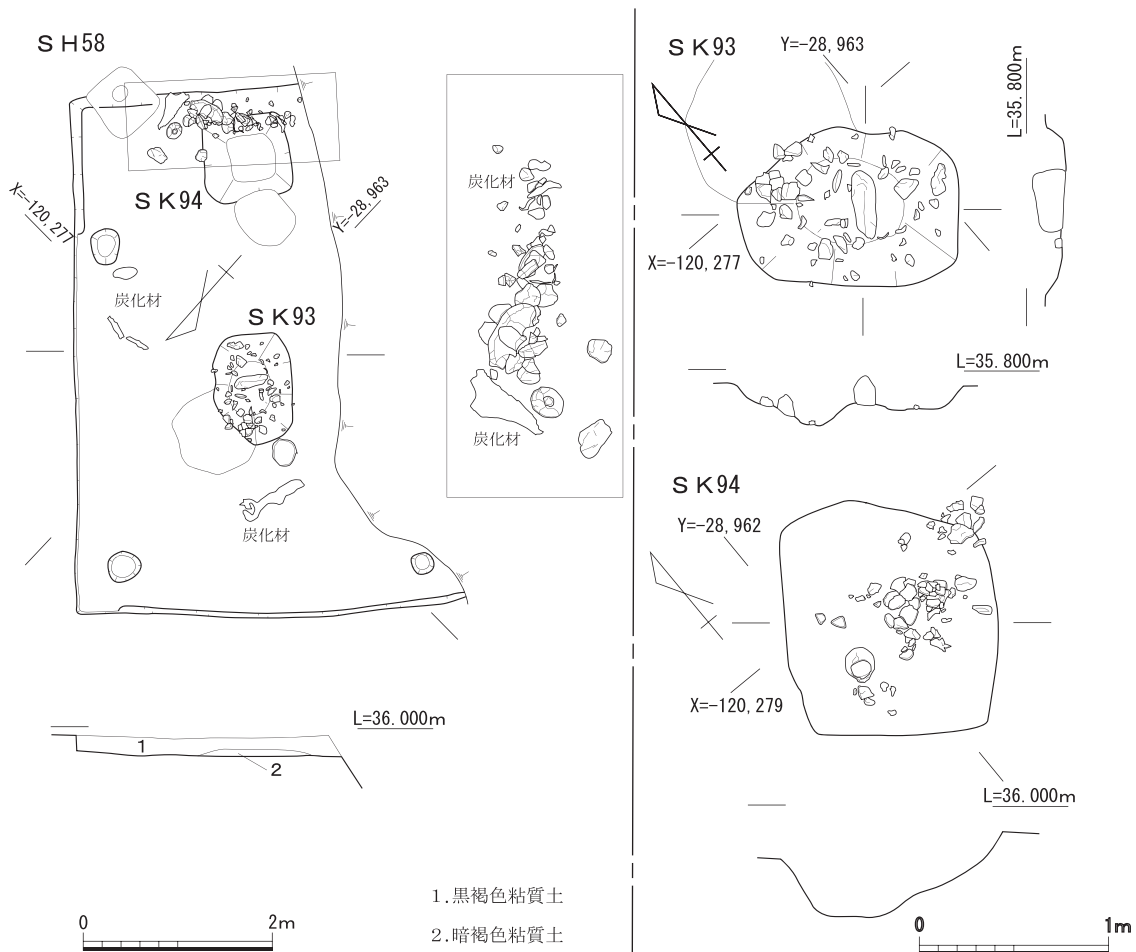 SH58
SK94
X=-120,277
Y=-28,963
炭化材
SK93
炭化材
炭化材
炭化材
L=36.000m
1
2
1.黒褐色粘質土
2.暗褐色粘質土
0 2m
SK93
Y=-28,963
L=35.800m
X=-120,277
L=35.800m
SK94
Y=-28,962
X=-120,279
L=36.000m
0 1m